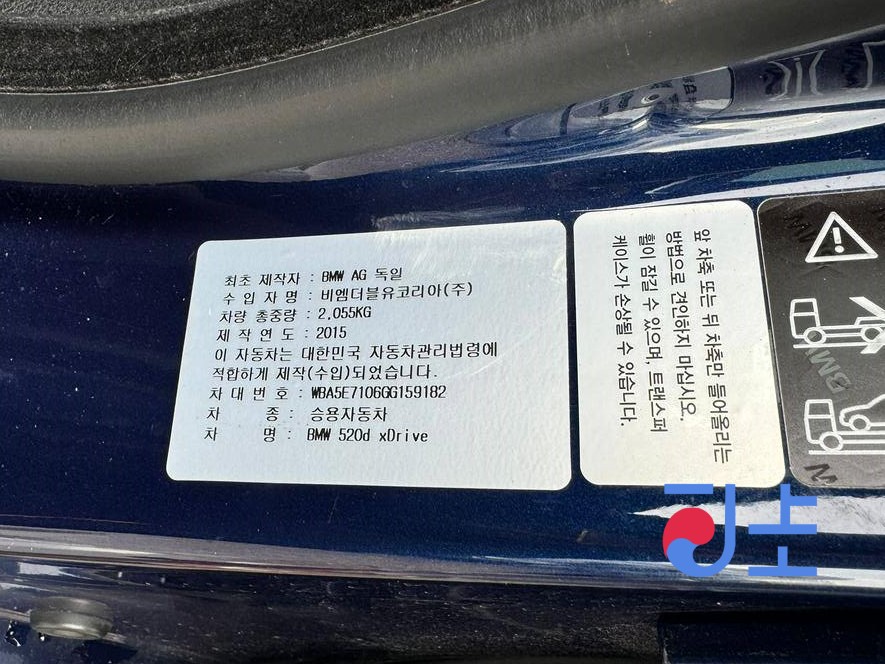 최초 제작자 : BMW AG 독일
수 입 자 명 : 비엠더블유코리아(주)
차량 총중량 : 2,055KG
제 작 연 도 : 2015
이 자동차는 대한민국 자동차관리법령에
적합하게 제작(수입)되었습니다.
차 대 번 호 : WBA5E7106GG159182
차 종 : 승용자동차
차 명 : BMW 520d xDrive
앞 차축 또는 뒤 차축만 들어올리는
방법으로 견인하지 마십시오.
휠이 잠길 수 있으며, 트랜스퍼
케이스가 손상될 수 있습니다.